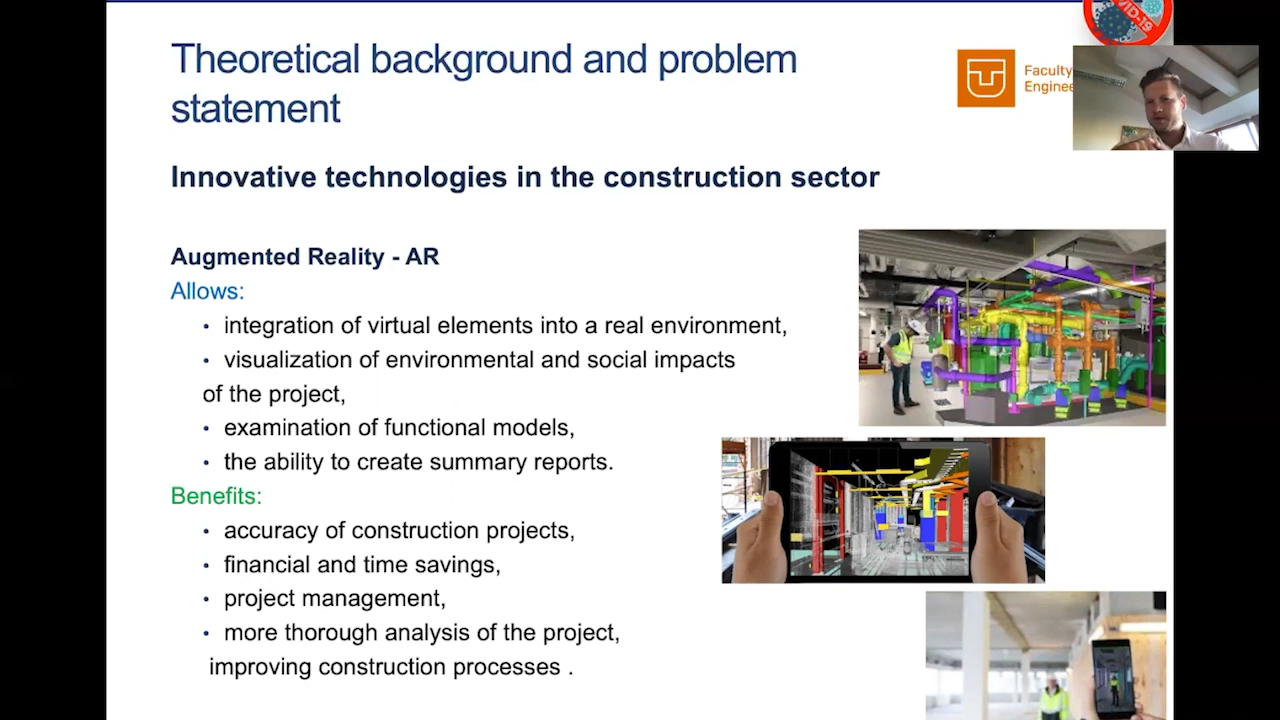 Theoretical background and problem
statement
Faculty
Enginee
COVID-19
Innovative technologies in the construction sector
Augmented Reality - AR
Allows:
• integration of virtual elements into a real environment,
• visualization of environmental and social impacts
of the project,
• examination of functional models,
• the ability to create summary reports.
Benefits:
• accuracy of construction projects,
• financial and time savings,
• project management,
• more thorough analysis of the project,
improving construction processes .